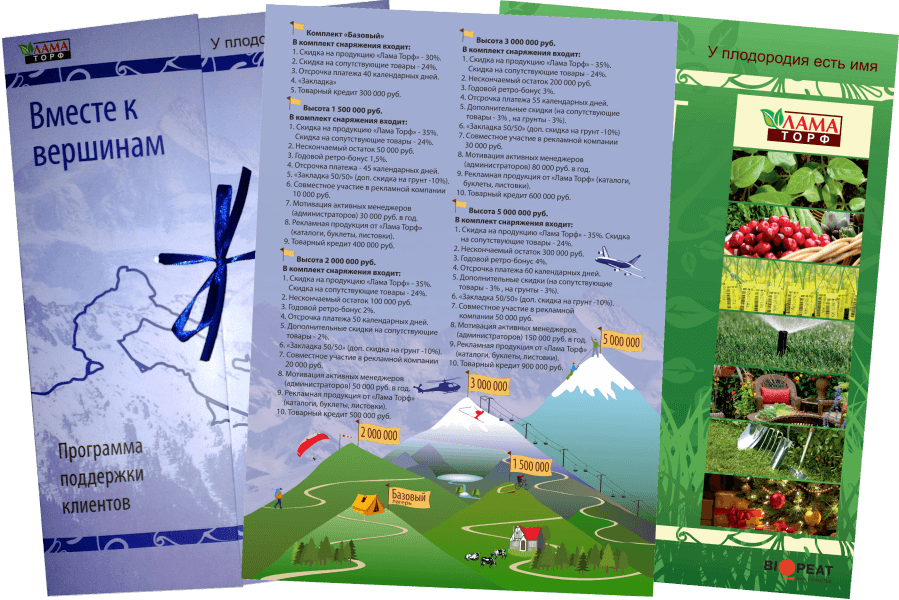 ЛАМА
ТОРФ
Вместе к
вершинам
Программа
поддержки
клиентов
У плодо
Комплект «Базовый»
В комплект снаряжения входит:
1. Скидка на продукцию «Лама Торф» - 30%.
2. Скидка на сопутствующие товары - 24%.
3. Отсрочка платежа 40 календарных дней.
4. «Закладка»
5. Товарный кредит 300 000 руб.
Высота 1 500 000 руб.
В комплект снаряжения входит:
1. Скидка на продукцию «Лама Торф» - 35%.
Скидка на сопутствующие товары - 24%.
2. Нескончаемый остаток 50 000 руб.
3. Годовой ретро-бонус 1,5%.
4. Отсрочка платежа - 45 календарных дней.
5. «Закладка 50/50» (доп. скидка на грунт -10%).
6. Совместное участие в рекламной компании
10 000 руб.
7. Мотивация активных менеджеров
(администраторов) 30 000 руб. в год.
8. Рекламная продукция от «Лама Торф»
(каталоги, буклеты, листовки).
9. Товарный кредит 400 000 руб.
Высота 2 000 000 руб.
В комплект снаряжения входит:
1. Скидка на продукцию «Лама Торф» - 35%.
Скидка на сопутствующие товары - 24%.
2. Нескончаемый остаток 100 000 руб.
3. Годовой ретро-бонус 2%.
4. Отсрочка платежа 50 календарных дней.
5. Дополнительные скидки на сопутствующие
товары - 2%.
6. «Закладка 50/50» (доп. скидка на грунт -10%).
7. Совместное участие в рекламной компании
20 000 руб.
8. Мотивация активных менеджеров
(администраторов) 50 000 руб. в год.
9. Рекламная продукция от «Лама Торф»
(каталоги, буклеты, листовки).
10. Товарный кредит 500 000 руб.
Высота 3 000 000 руб.
В комплект снаряжения входит:
1. Скидка на продукцию «Лама Торф» - 35%.
Скидка на сопутствующие товары - 24%.
2. Нескончаемый остаток 200 000 руб.
3. Годовой ретро-бонус 3%.
4. Отсрочка платежа 55 календарных дней.
5. Дополнительные скидки (на сопутствующие
товары - 3% , на грунты - 3%).
6. «Закладка 50/50» (доп. скидка на грунт -10%)
7. Совместное участие в рекламной компании
30 000 руб.
8. Мотивация активных менеджеров
(администраторов) 80 000 руб. в год.
9. Рекламная продукция от «Лама Торф» (каталоги,
буклеты, листовки).
10. Товарный кредит 600 000 руб.
Высота 5 000 000 руб.
В комплект снаряжения входит:
1. Скидка на продукцию «Лама Торф» - 35%. Скидка
на сопутствующие товары - 24%.
2. Нескончаемый остаток 300 000 руб.
3. Годовой ретро-бонус 4%.
4. Отсрочка платежа 60 календарных дней.
5. Дополнительные скидки (на сопутствующие
товары - 3% , на грунты - 3%).
6. «Закладка 50/50» (доп. скидка на грунт -10%).
7. Совместное участие в рекламной
компании 50 000 руб.
8. Мотивация активных менеджеров.
(администраторов) 150 000 руб. в год.
9. Рекламная продукция от «Лама Торф»
(каталоги, буклеты, листовки).
10. Товарный кредит 900 000 руб.
5 000 000
3 000 000
2 000 000
1 500 000
Базовый
лагерь
У плодородия есть имя
ЛАМА
ТОРФ
BIOPEAT